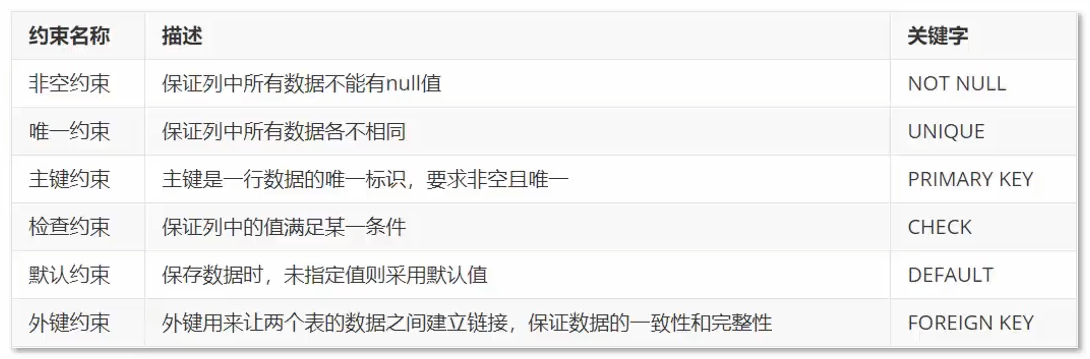 约束名称 描述 关键字
非空约束 保证列中所有数据不能有null值 NOT NULL
唯一约束 保证列中所有数据各不相同 UNIQUE
主键约束 主键是一行数据的唯一标识，要求非空且唯一 PRIMARY KEY
检查约束 保证列中的值满足某一条件 CHECK
默认约束 保存数据时，未指定值则采用默认值 DEFAULT
外键约束 外键用来让两个表的数据之间建立链接，保证数据的一致性和完整性 FOREIGN KEY